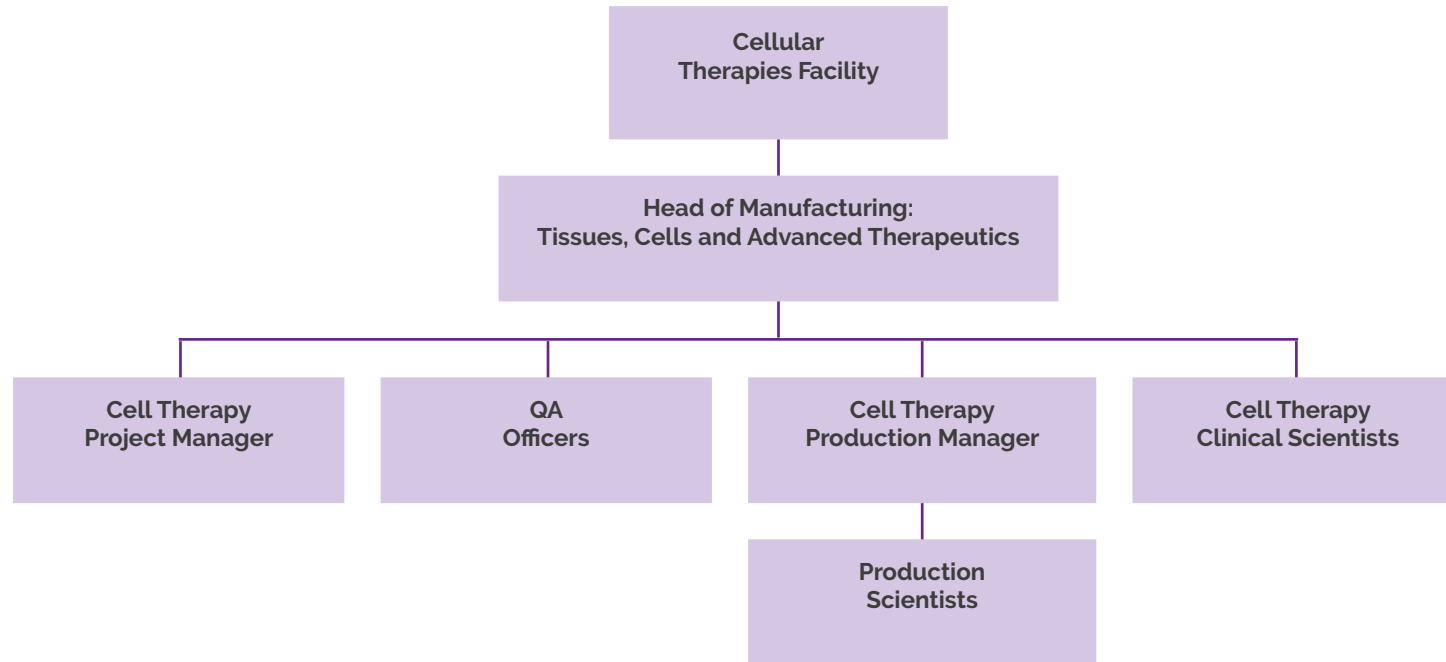 Cellular
Therapies Facility
Head of Manufacturing:
Tissues, Cells and Advanced Therapeutics
Cell Therapy
Project Manager
QA
Officers
Cell Therapy
Production Manager
Cell Therapy
Clinical Scientists
Production
Scientists